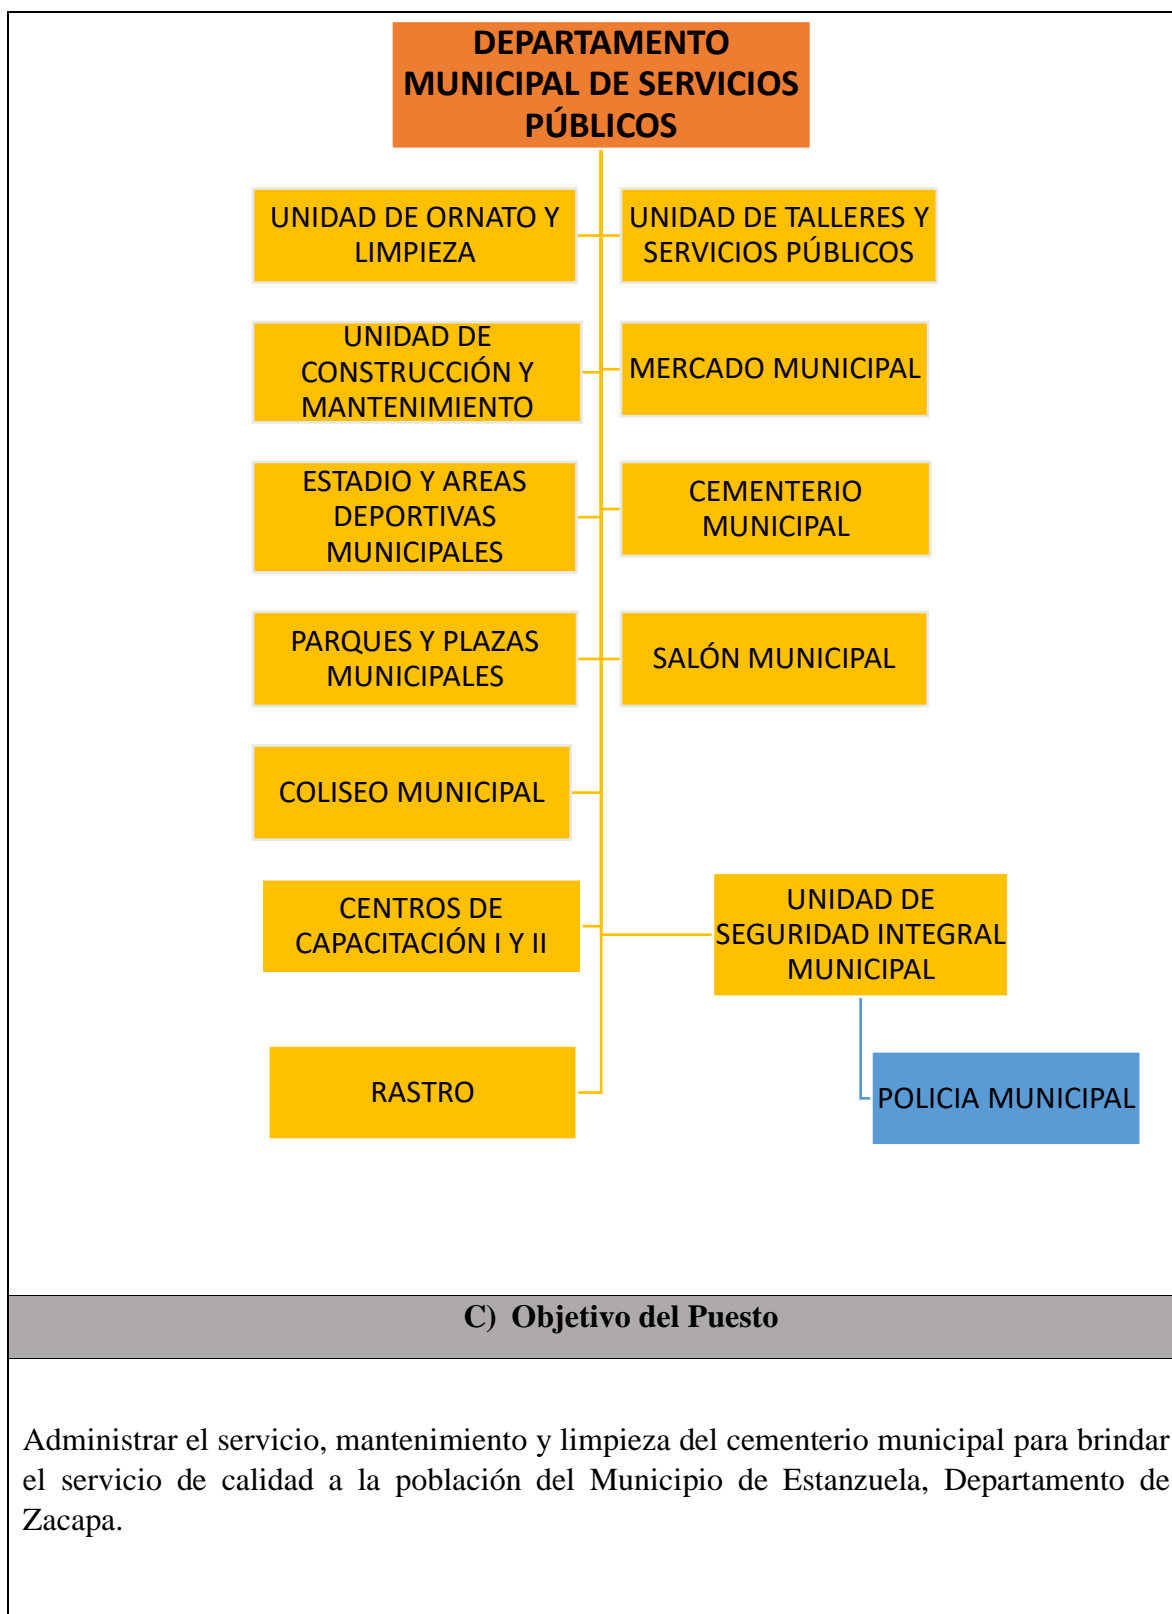 DEPARTAMENTO
MUNICIPAL DE SERVICIOS
PÚBLICOS
UNIDAD DE ORNATO Y
LIMPIEZA
UNIDAD DE TALLERES Y
SERVICIOS PÚBLICOS
UNIDAD DE
CONSTRUCCIÓN Y
MANTENIMIENTO
MERCADO MUNICIPAL
ESTADIO Y AREAS
DEPORTIVAS
MUNICIPALES
CEMENTERIO
MUNICIPAL
PARQUES Y PLAZAS
MUNICIPALES
SALÓN MUNICIPAL
COLISEO MUNICIPAL
CENTROS DE
CAPACITACIÓN I Y II
UNIDAD DE
SEGURIDAD INTEGRAL
MUNICIPAL
RASTRO
POLICIA MUNICIPAL
C) Objetivo del Puesto
Administrar el servicio, mantenimiento y limpieza del cementerio municipal para brindar
el servicio de calidad a la población del Municipio de Estanzuela, Departamento de
Zacapa.